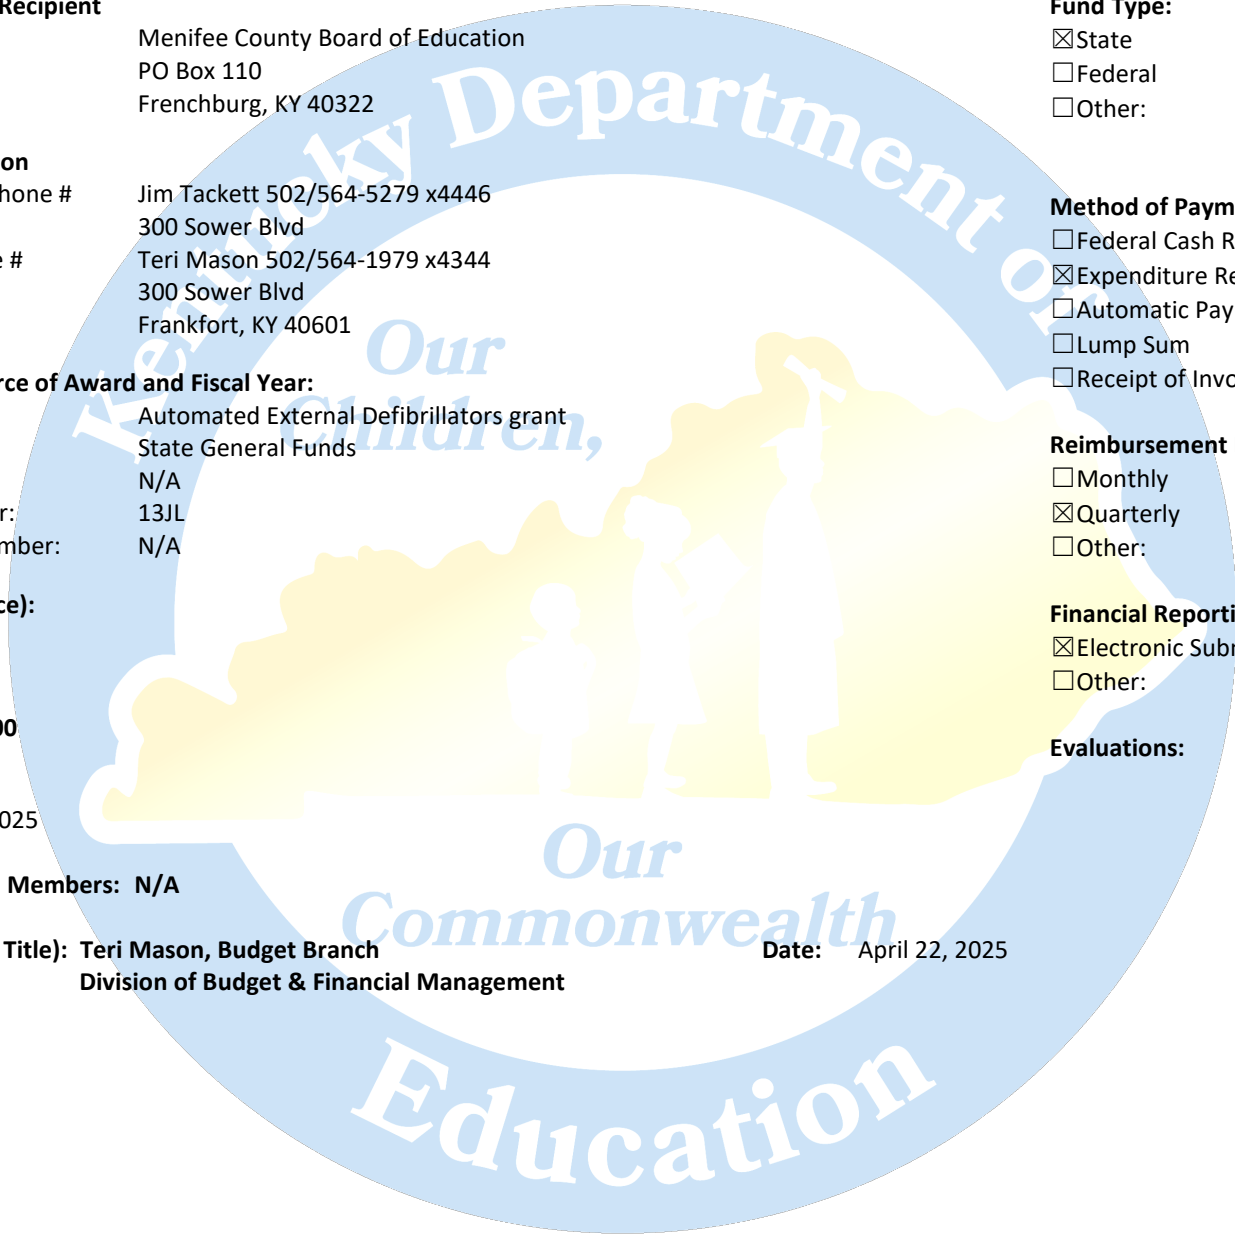 Recipient
Menifee County Board of Education
PO Box 110
Frenchburg, KY 40322
on
hone # Jim Tackett 502/564-5279 x4446
300 Sower Blvd
e # Teri Mason 502/564-1979 x4344
300 Sower Blvd
Frankfort, KY 40601
rce of Award and Fiscal Year:
Automated External Defibrillators grant
State General Funds
N/A
r: 13JL
mber: N/A
ce):
00
025
Members: N/A
Title): Teri Mason, Budget Branch
Division of Budget & Financial Management
Date: April 22, 2025
Fund Type:
☒State
☐Federal
☐Other:
Method of Paym
☐Federal Cash R
☒Expenditure Re
☐Automatic Pay
☐Lump Sum
☐Receipt of Invo
Reimbursement
☐Monthly
☒Quarterly
☐Other:
Financial Reporti
☒Electronic Subm
☐Other:
Evaluations:
Kentucky Department of
Education
Our
Children,
Our
Commonwealth